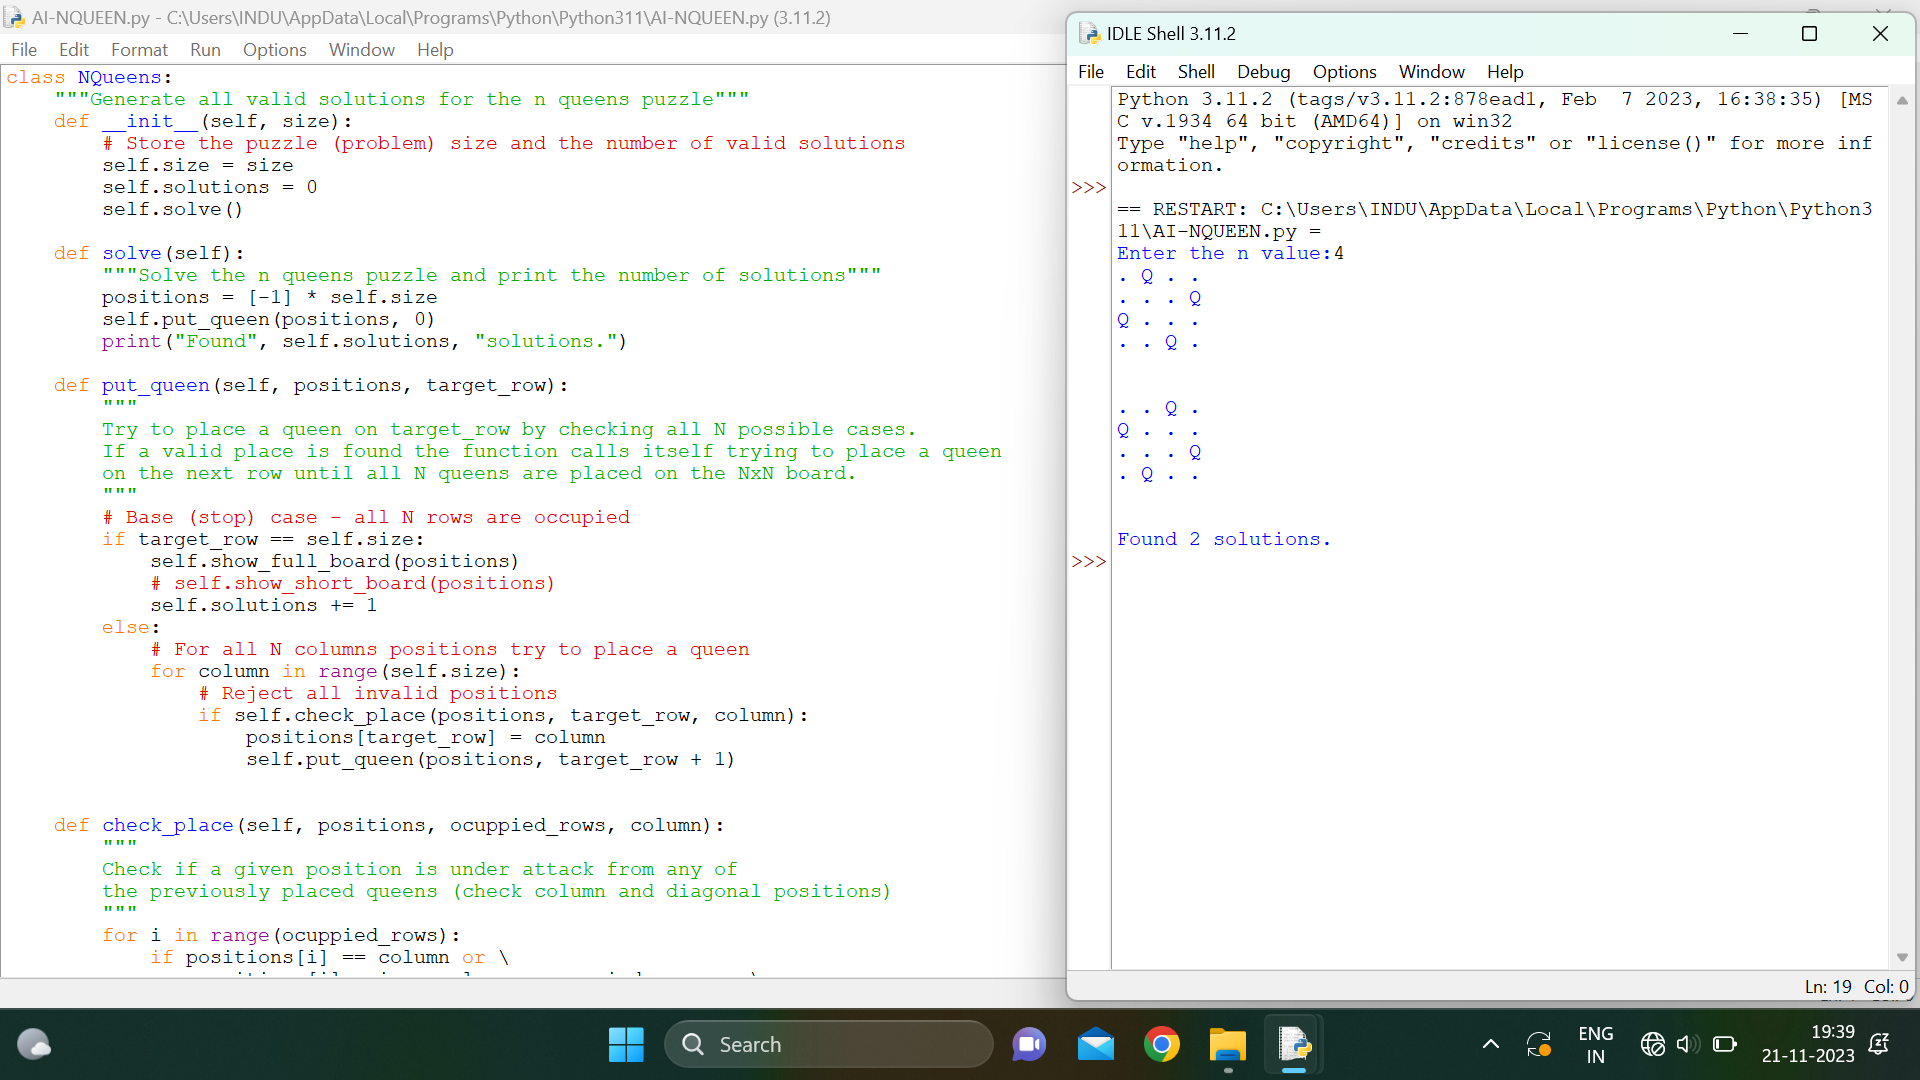 AI-NQUEEN.py - C:\Users\INDU\AppData\Local\Programs\Python\Python311\AI-NQUEEN.py (3.11.2)
File Edit Format Run Options Window Help
class NQueens:
    """Generate all valid solutions for the n queens puzzle"""
    def __init__(self, size):
        # Store the puzzle (problem) size and the number of valid solutions
        self.size = size
        self.solutions = 0
        self.solve()
    def solve(self):
        """Solve the n queens puzzle and print the number of solutions"""
        positions = [-1] * self.size
        self.put_queen(positions, 0)
        print("Found", self.solutions, "solutions.")
    def put_queen(self, positions, target_row):
        """
        Try to place a queen on target_row by checking all N possible cases.
        If a valid place is found the function calls itself trying to place a queen
        on the next row until all N queens are placed on the NxN board.
        """
        # Base (stop) case - all N rows are occupied
        if target_row == self.size:
            self.show_full_board(positions)
            # self.show_short_board(positions)
            self.solutions += 1
        else:
            # For all N columns positions try to place a queen
            for column in range(self.size):
                # Reject all invalid positions
                if self.check_place(positions, target_row, column):
                    positions[target_row] = column
                    self.put_queen(positions, target_row + 1)
    def check_place(self, positions, ocuppied_rows, column):
        """
        Check if a given position is under attack from any of
        the previously placed queens (check column and diagonal positions)
        """
        for i in range(ocuppied_rows):
            if positions[i] == column or \
IDLE Shell 3.11.2
File Edit Shell Debug Options Window Help
Python 3.11.2 (tags/v3.11.2:878ead1, Feb  7 2023, 16:38:35) [MS
C v.1934 64 bit (AMD64)] on win32
Type "help", "copyright", "credits" or "license()" for more inf
ormation.
>>>
== RESTART: C:\Users\INDU\AppData\Local\Programs\Python\Python3
11\AI-NQUEEN.py =
Enter the n value:4
. Q . .
. . . Q
Q . . .
. . Q .
. . Q .
Q . . .
. . . Q
. Q . .
Found 2 solutions.
>>>
Ln: 19 Col: 0
Search
ENG
IN
19:39
21-11-2023